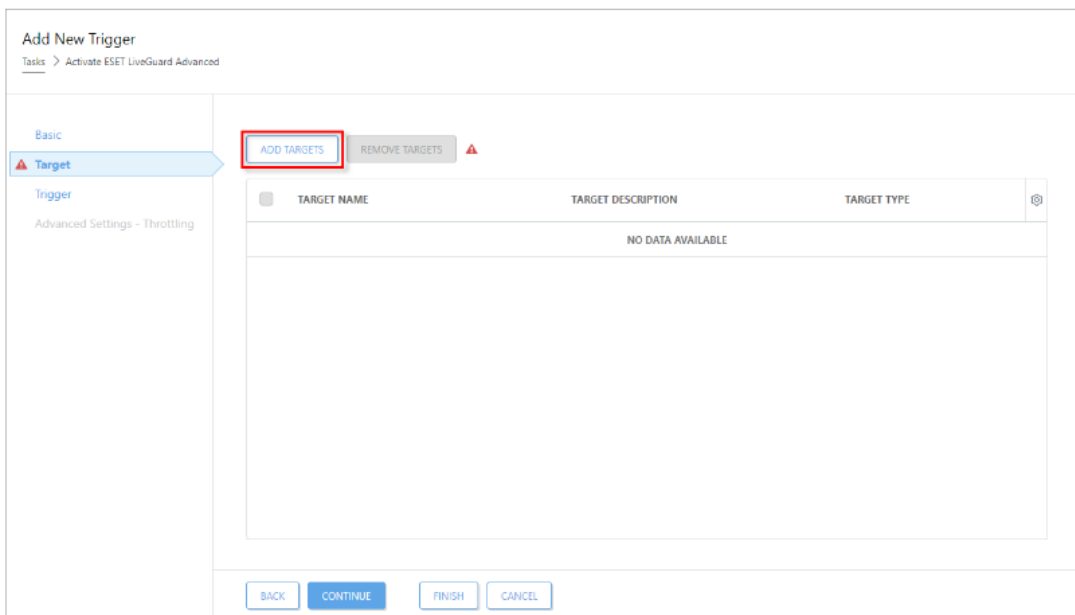 Add New Trigger
Tasks > Activate ESET LiveGuard Advanced
Basic
Target
Trigger
Advanced Settings - Throttling
ADD TARGETS REMOVE TARGETS
TARGET NAME TARGET DESCRIPTION TARGET TYPE
NO DATA AVAILABLE
BACK CONTINUE FINISH CANCEL